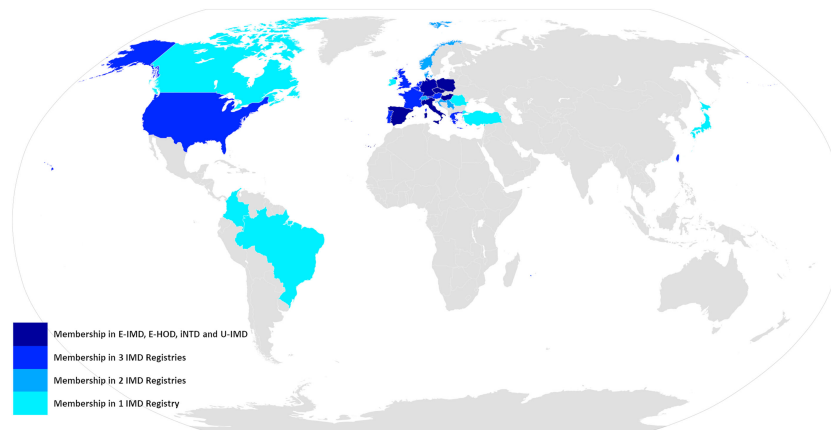 Membership in E-IMD, E-HOD, iNTD and U-IMD
Membership in 3 IMD Registries
Membership in 2 IMD Registries
Membership in 1 IMD Registry